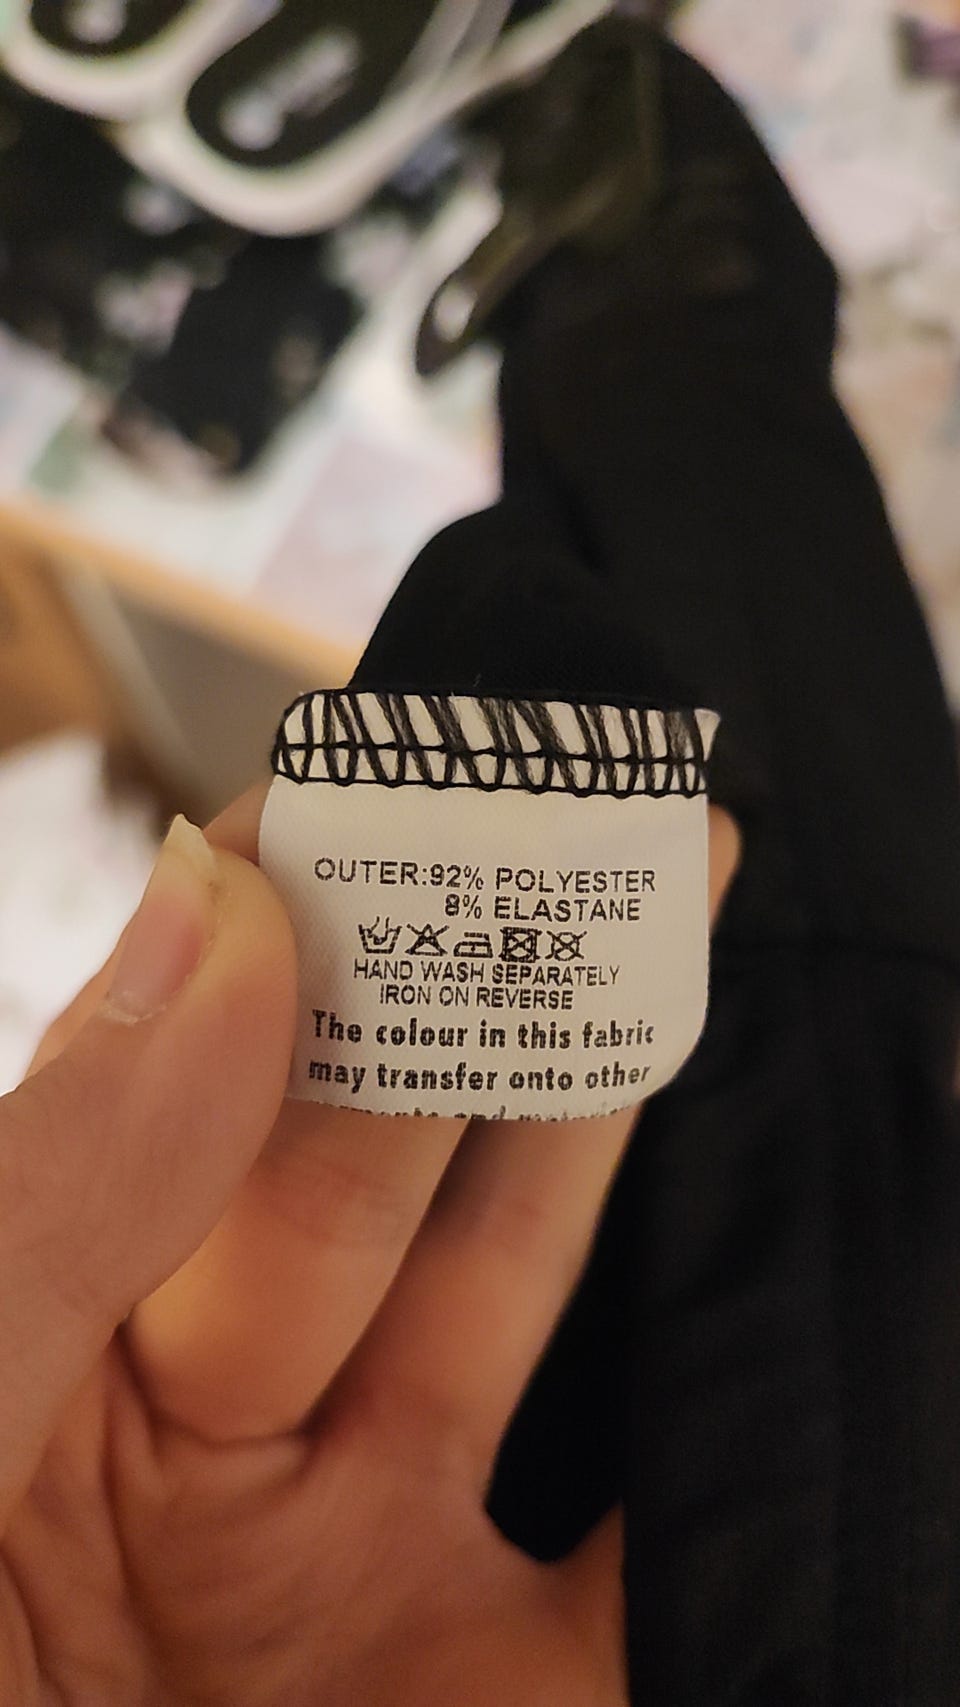 OUTER:92% POLYESTER
8% ELASTANE
HAND WASH SEPARATELY
IRON ON REVERSE
The colour in this fabric
may transfer onto other